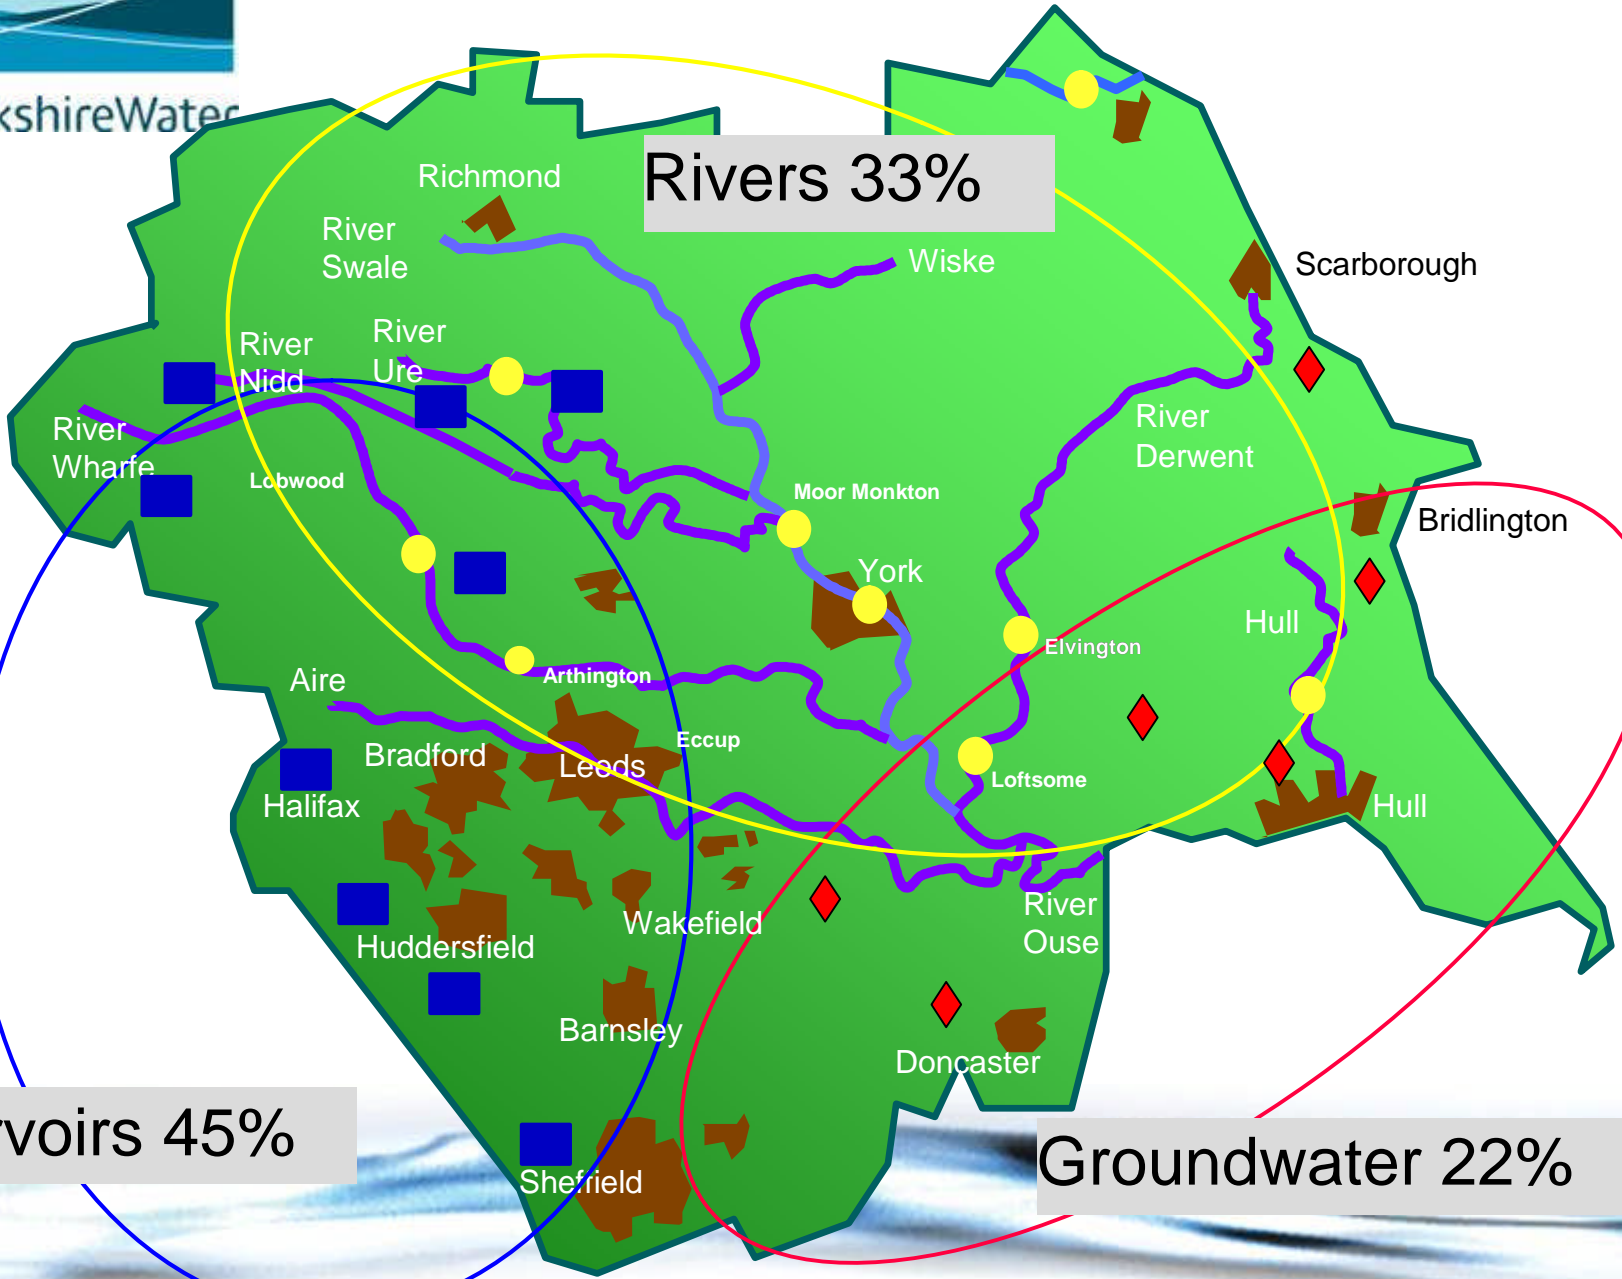 kshireWater
Rivers 33%
Richmond
River
Swale
Wiske
Scarborough
River
Ure
River
Nidd
River
Wharfe
Lobwood
River
Derwent
Moor Monkton
Bridlington
York
Hull
Elvington
Arthington
Aire
Eccup
Bradford
Leeds
Loftsome
Halifax
Hull
River
Ouse
Wakefield
Huddersfield
Barnsley
Doncaster
rvoirs 45%
Groundwater 22%
Sheffield